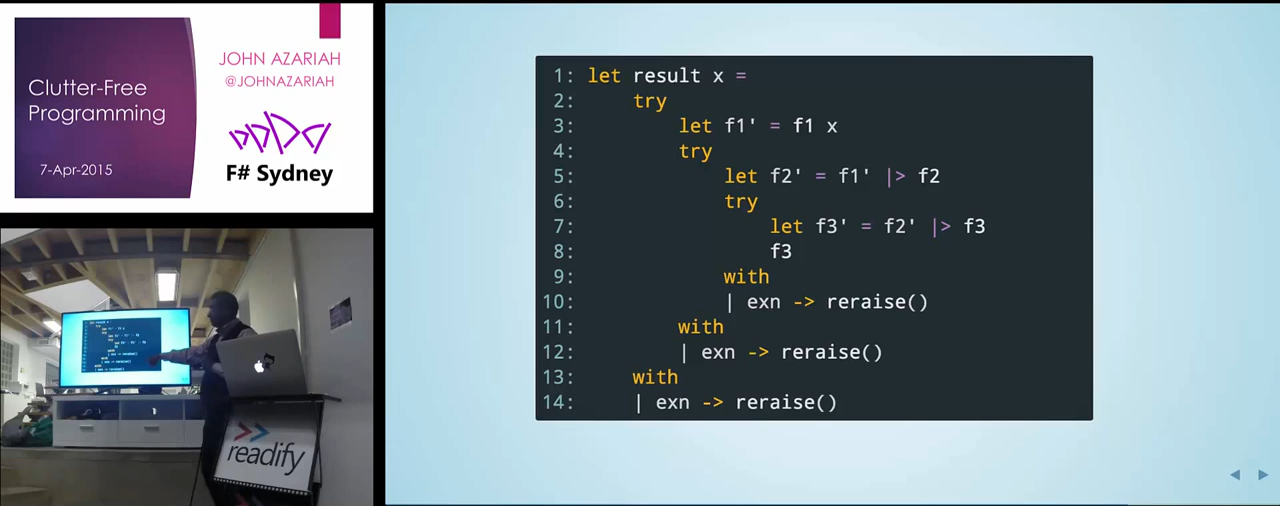 Clutter-Free
Programming
7-Apr-2015
JOHN AZARIAH
@JOHNAZARIAH
F# Sydney
readify
1: let result x =
2:     try
3:         let f1' = f1 x
4:         try
5:             let f2' = f1' |> f2
6:             try
7:                 let f3' = f2' |> f3
8:                 f3
9:             with
10:             | exn -> reraise()
11:         with
12:         | exn -> reraise()
13:     with
14:     | exn -> reraise()